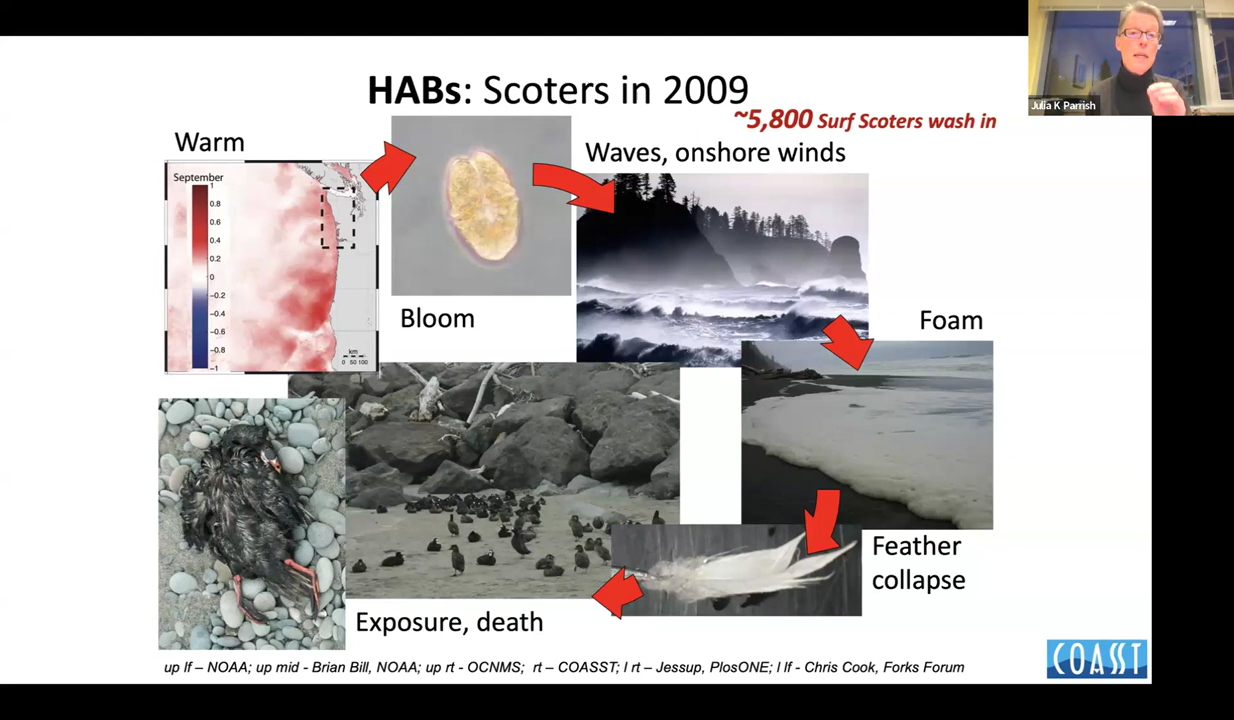 HABs: Scoters in 2009
~5,800 Surf Scoters wash in
Julia K Parrish
Warm
Waves, onshore winds
September
1
0.8
0.6
0.4
0.2
0
−0.2
−0.4
−0.6
−0.8
−1
km
0 50 100
Bloom
Foam
Feather
collapse
Exposure, death
up lf – NOAA; up mid - Brian Bill, NOAA; up rt - OCNMS; rt – COASST; l rt – Jessup, PlosONE; l lf - Chris Cook, Forks Forum
COASST